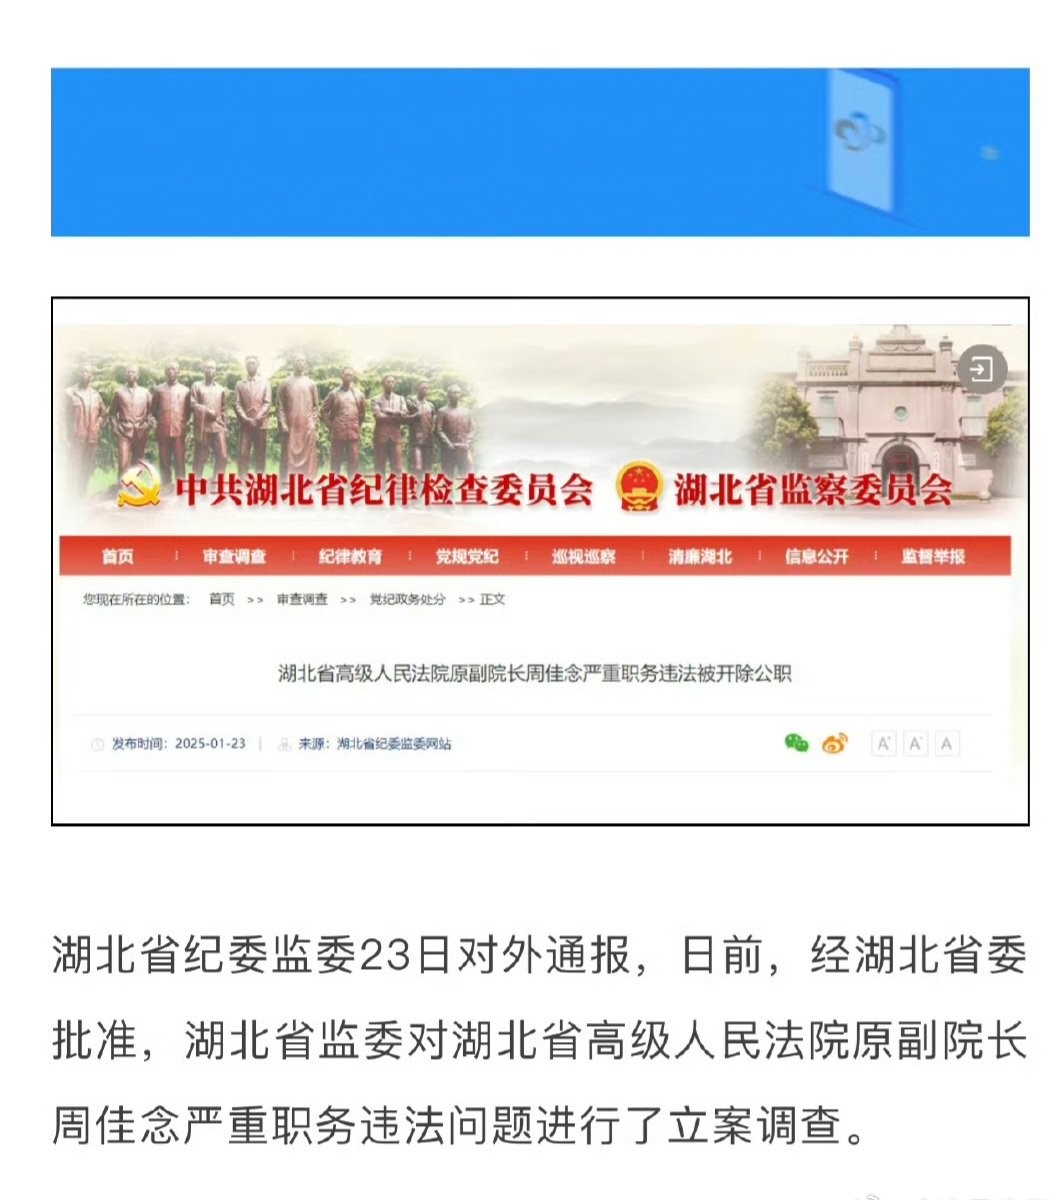 中共湖北省纪律检查委员会 湖北省监察委员会
首页 审查调查 纪律教育 党规党纪 巡视巡察 清廉湖北 信息公开 监督举报
您现在所在的位置： 首页 >> 审查调查 >> 党纪政务处分 >> 正文
湖北省高级人民法院原副院长周佳念严重职务违法被开除公职
发布时间：2025-01-23 | 来源：湖北省纪委监委网站
A+ A- A
湖北省纪委监委23日对外通报，日前，经湖北省委
批准，湖北省监委对湖北省高级人民法院原副院长
周佳念严重职务违法问题进行了立案调查。